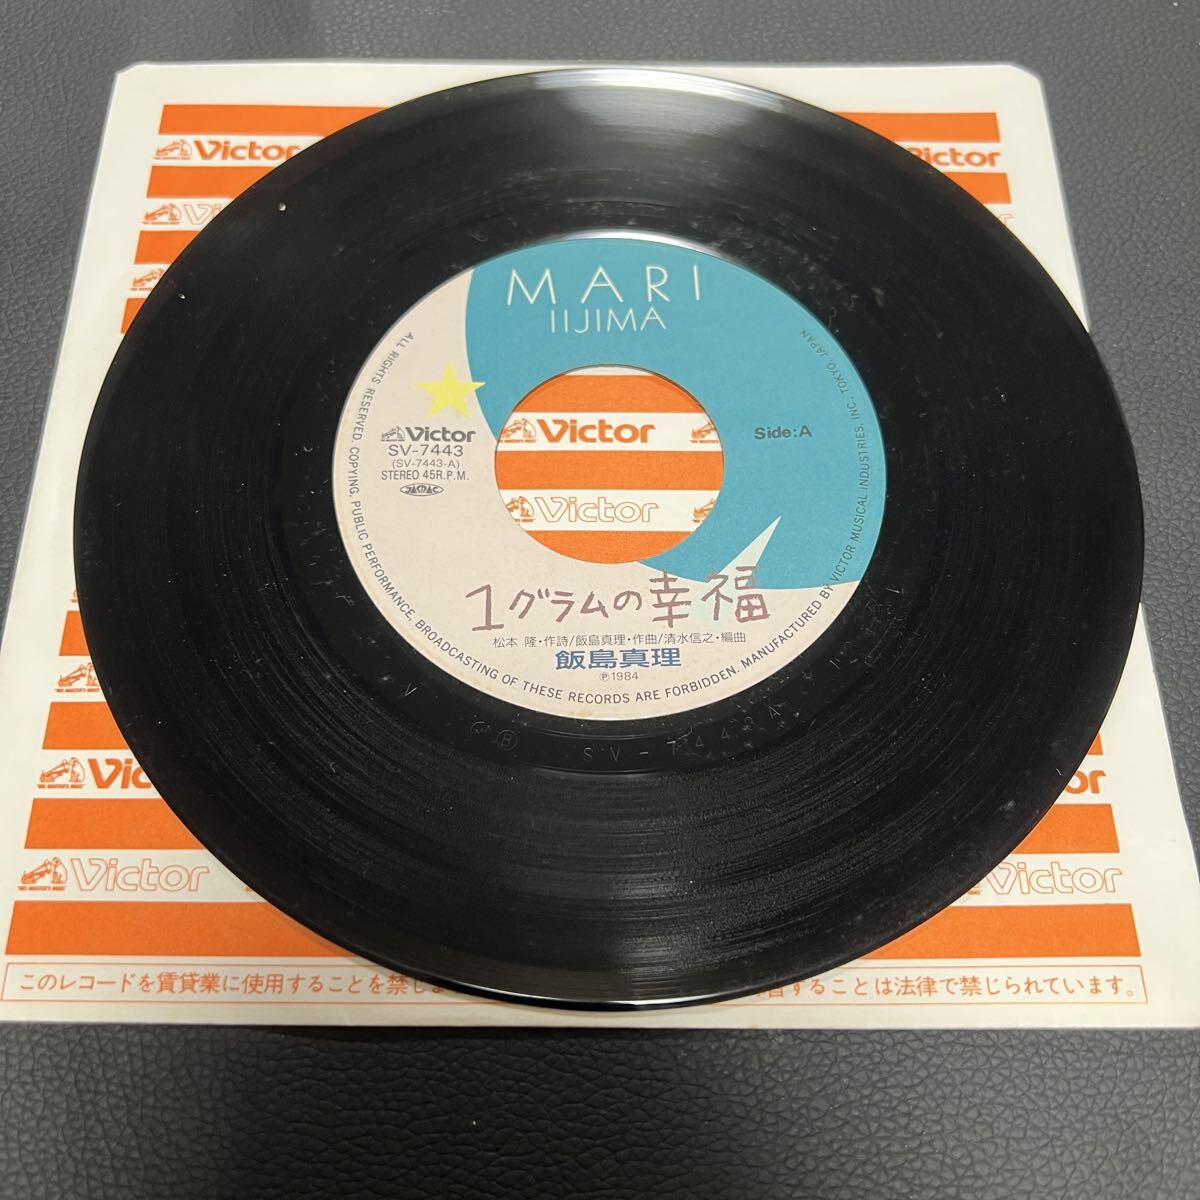 MARI
IIJIMA
Side:A
Victor
SV-7443
(SV-7443-A)
STEREO 45R.P.M.
JASRAC
1グラムの幸福
松本 隆・作詩/飯島真理・作曲/清水信之・編曲
飯島真理
Ⓟ1984
ALL RIGHTS RESERVED. COPYING, PUBLIC PERFORMANCE, BROADCASTING OF THESE RECORDS ARE FORBIDDEN. MANUFACTURED BY VICTOR MUSICAL INDUSTRIES, INC., TOKYO, JAPAN.
Victor
Victor
Victor
Victor
Victor
Victor
このレコードを賃貸業に使用することを禁じ
することは法律で禁じられています。